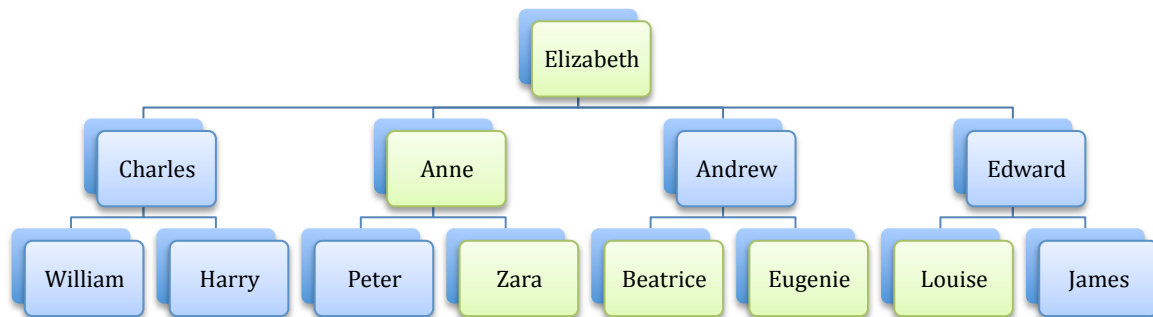 Elizabeth
Charles
Anne
Andrew
Edward
William
Harry
Peter
Zara
Beatrice
Eugenie
Louise
James